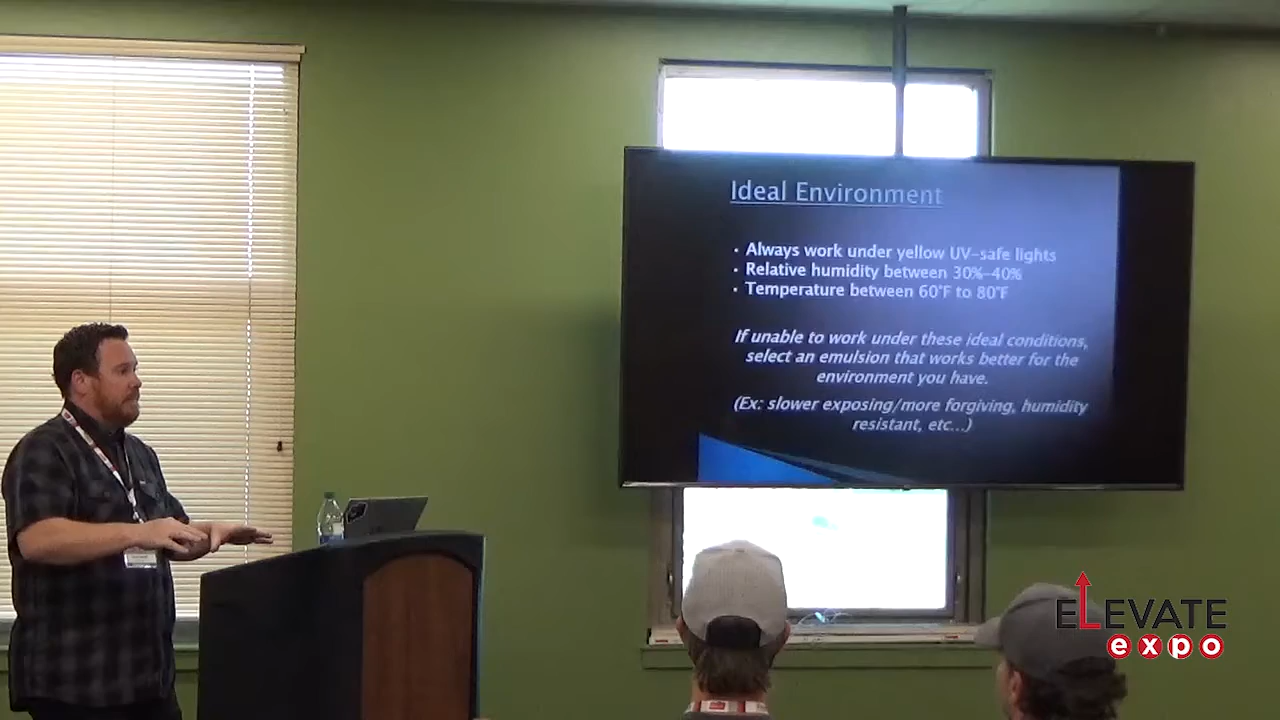 Ideal Environment
· Always work under yellow UV-safe lights
· Relative humidity between 30%-40%
· Temperature between 60°F to 80°F
If unable to work under these ideal conditions,
select an emulsion that works better for the
environment you have.
(Ex: slower exposing/more forgiving, humidity
resistant, etc...)
ELEVATE
expo